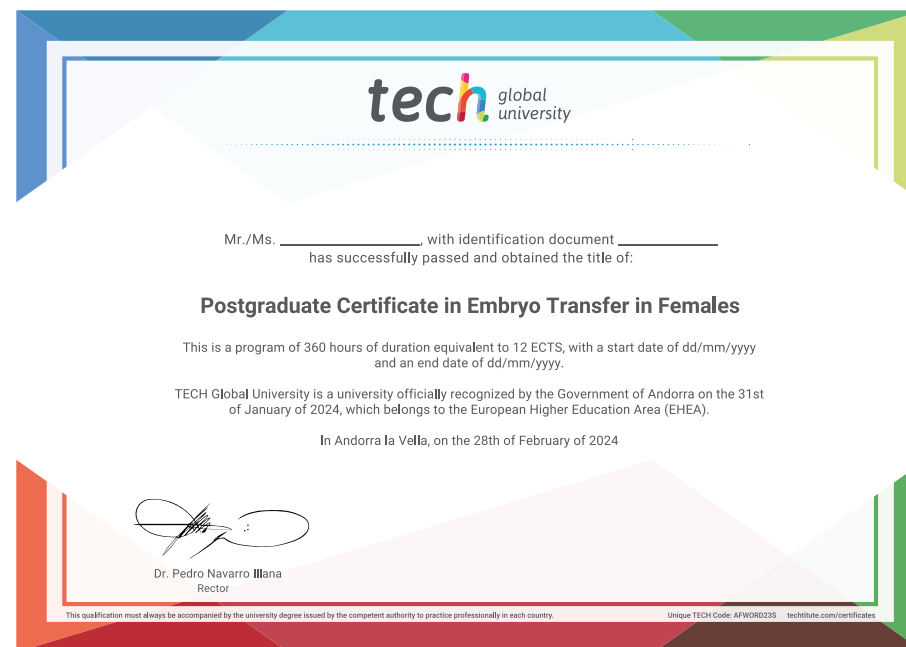 tech global
university
Mr./Ms. ____________________, with identification document ______________
has successfully passed and obtained the title of:
Postgraduate Certificate in Embryo Transfer in Females
This is a program of 360 hours of duration equivalent to 12 ECTS, with a start date of dd/mm/yyyy
and an end date of dd/mm/yyyy.
TECH Global University is a university officially recognized by the Government of Andorra on the 31st
of January of 2024, which belongs to the European Higher Education Area (EHEA).
In Andorra la Vella, on the 28th of February of 2024
Dr. Pedro Navarro Illana
Rector
This qualification must always be accompanied by the university degree issued by the competent authority to practice professionally in each country.
Unique TECH Code: AFWORD23S techtitute.com/certificates